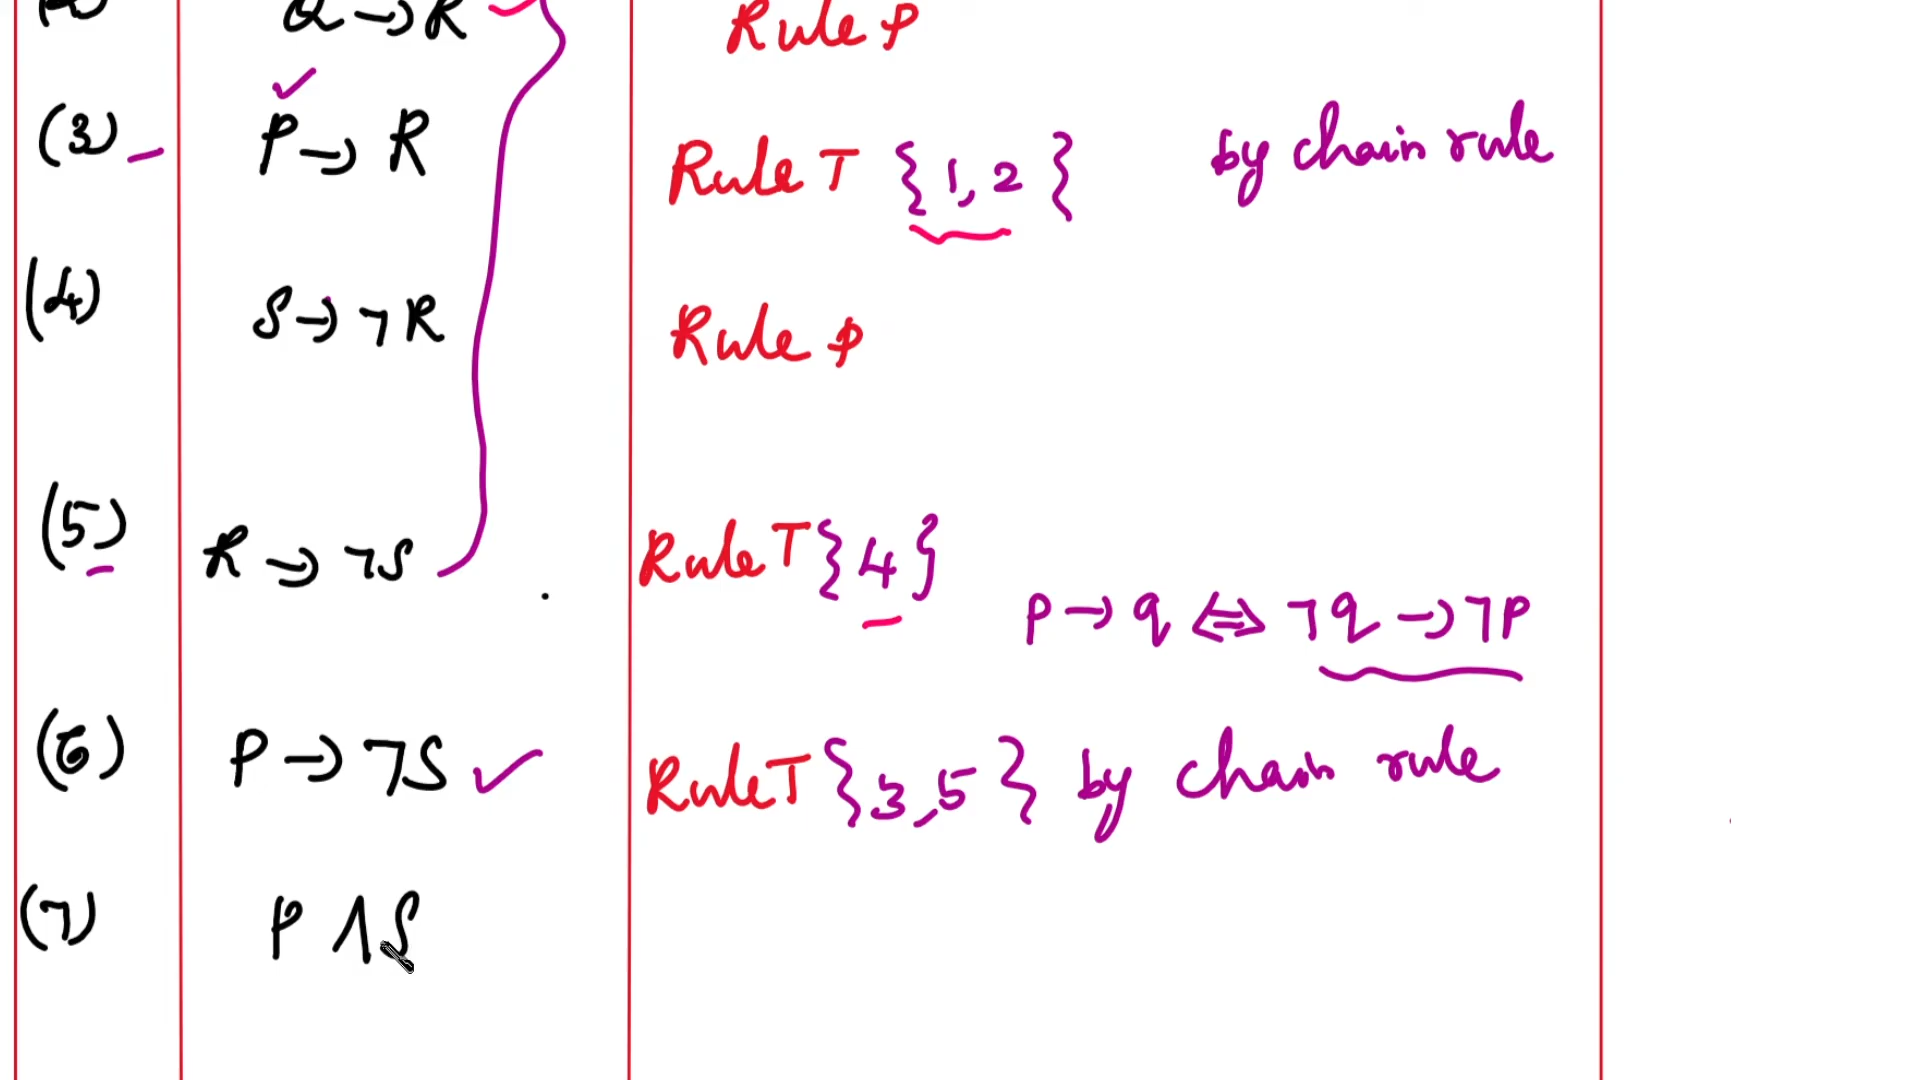 Q → R Rule P
(3) P → R Rule T {1, 2} by chain rule
(4) S → ¬R Rule P
(5) R → ¬S Rule T {4}
P → q ⇔ ¬q → ¬P
(6) P → ¬S Rule T {3, 5} by chain rule
(7) P ∧ S